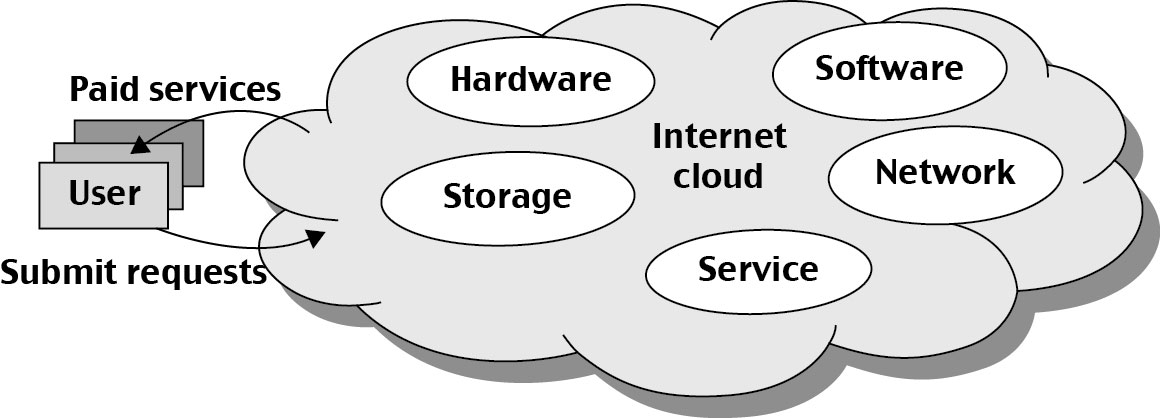 Paid services
User
Submit requests
Hardware
Software
Internet
cloud
Storage
Network
Service